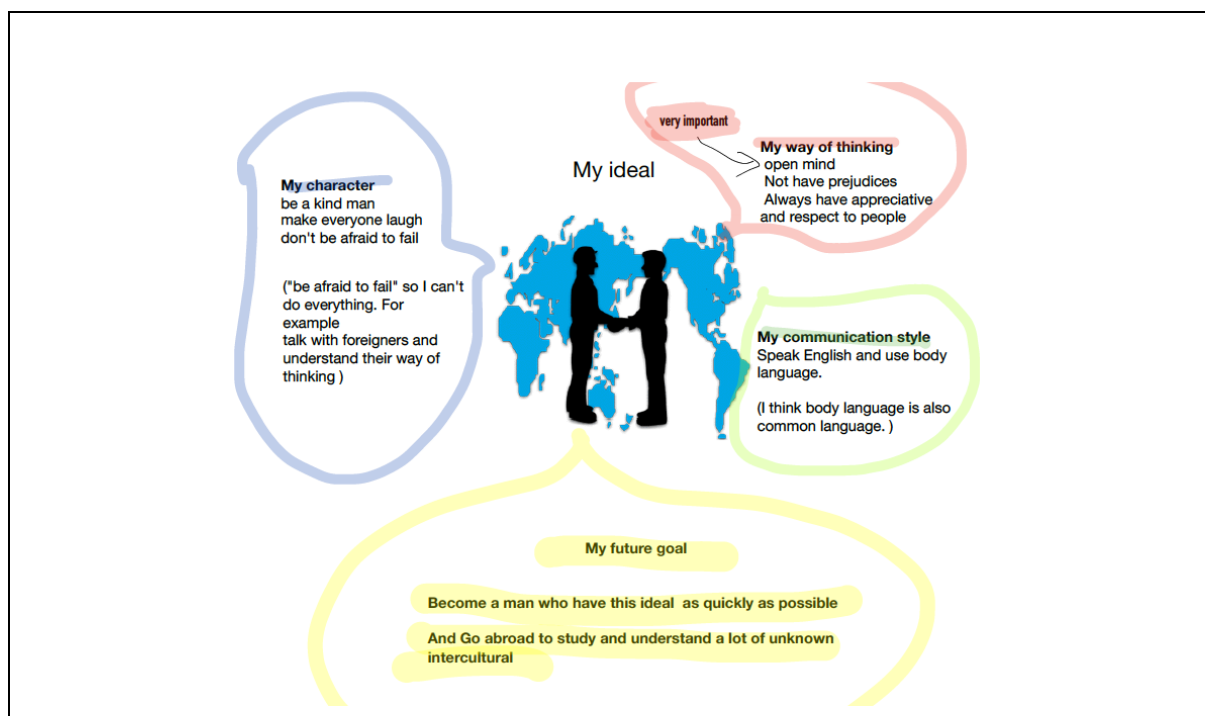 My ideal
My character
be a kind man
make everyone laugh
don't be afraid to fail
("be afraid to fail" so I can't
do everything. For
example
talk with foreigners and
understand their way of
thinking )
very important
My way of thinking
open mind
Not have prejudices
Always have appreciative
and respect to people
My communication style
Speak English and use body
language.
(I think body language is also
common language. )
My future goal
Become a man who have this ideal as quickly as possible
And Go abroad to study and understand a lot of unknown
intercultural